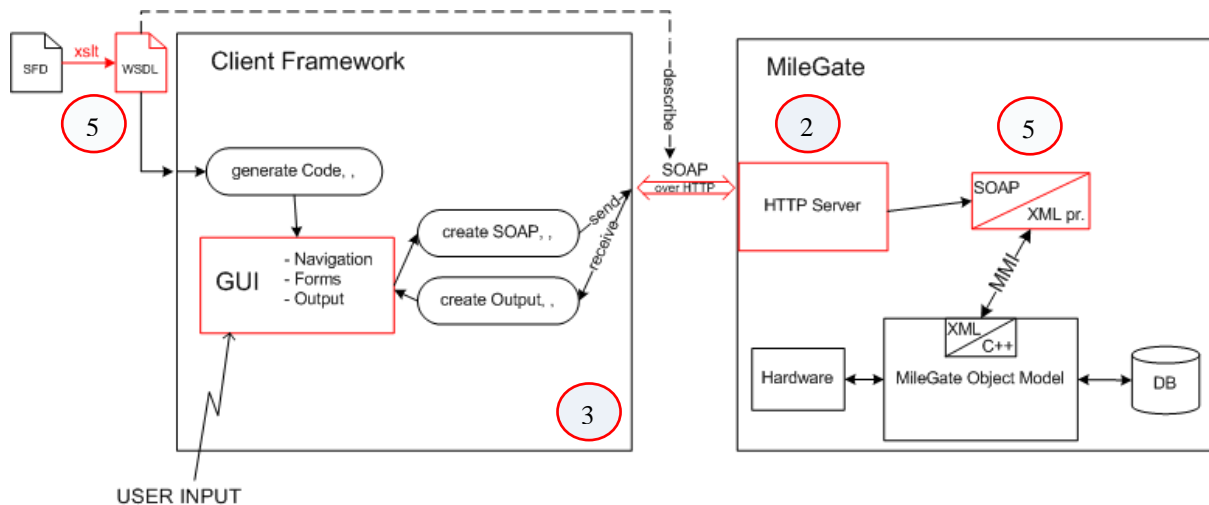 SFD
xslt
WSDL
5
Client Framework
generate Code, ,
GUI
- Navigation
- Forms
- Output
create SOAP, ,
create Output, ,
send
receive
3
USER INPUT
describe
SOAP
over HTTP
MileGate
2
5
HTTP Server
SOAP
XML pr.
MMI
XML
C++
MileGate Object Model
Hardware
DB